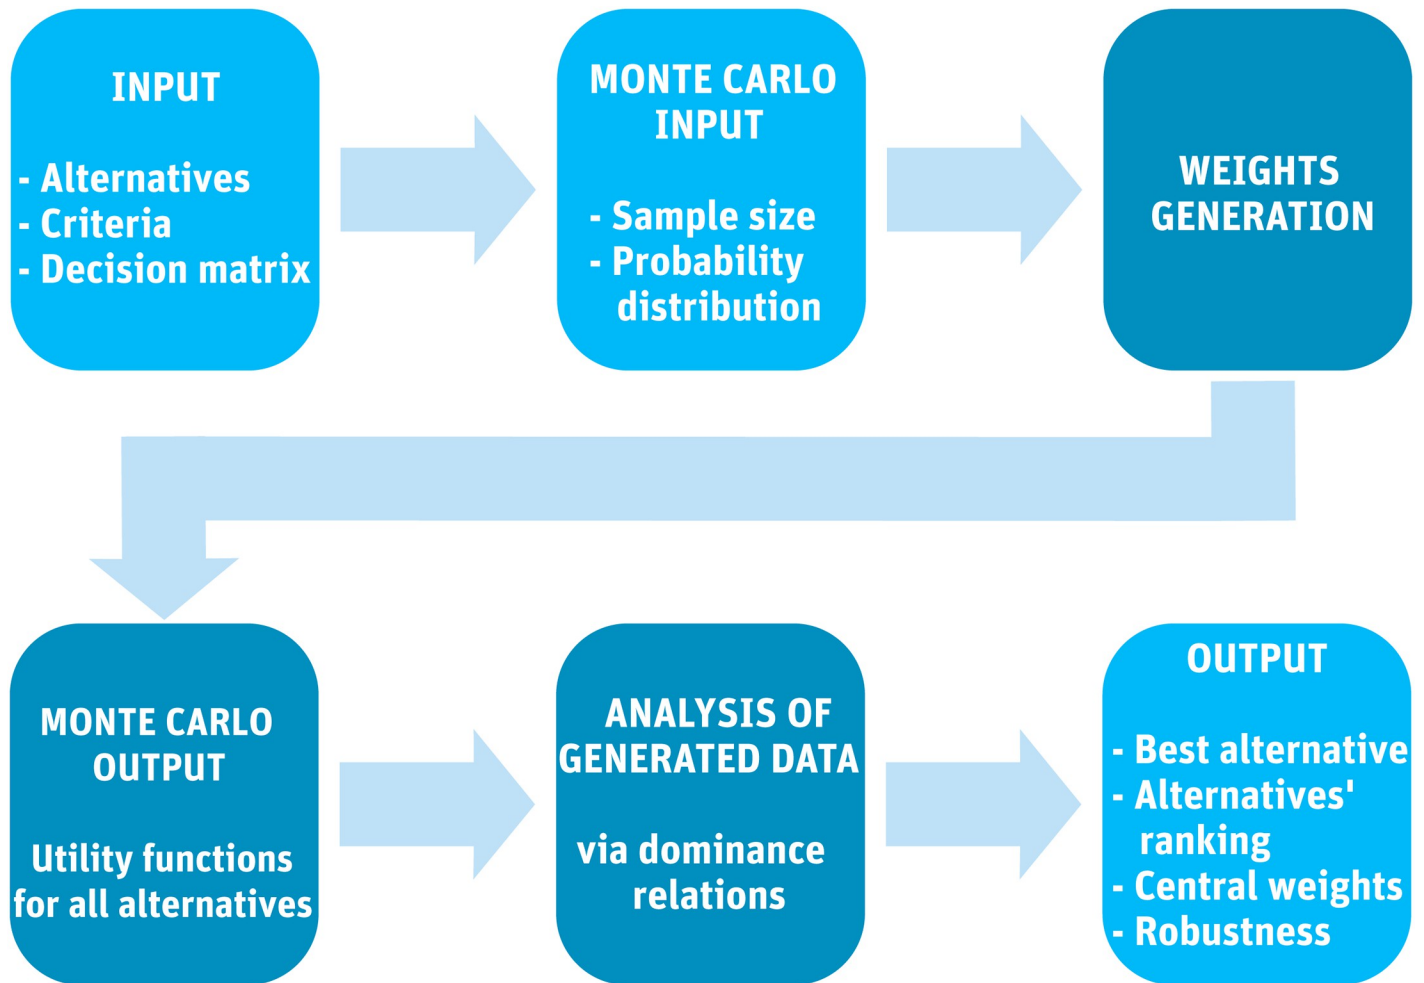 INPUT
- Alternatives
- Criteria
- Decision matrix
MONTE CARLO
INPUT
- Sample size
- Probability
distribution
WEIGHTS
GENERATION
MONTE CARLO
OUTPUT
Utility functions
for all alternatives
ANALYSIS OF
GENERATED DATA
via dominance
relations
OUTPUT
- Best alternative
- Alternatives'
ranking
- Central weights
- Robustness